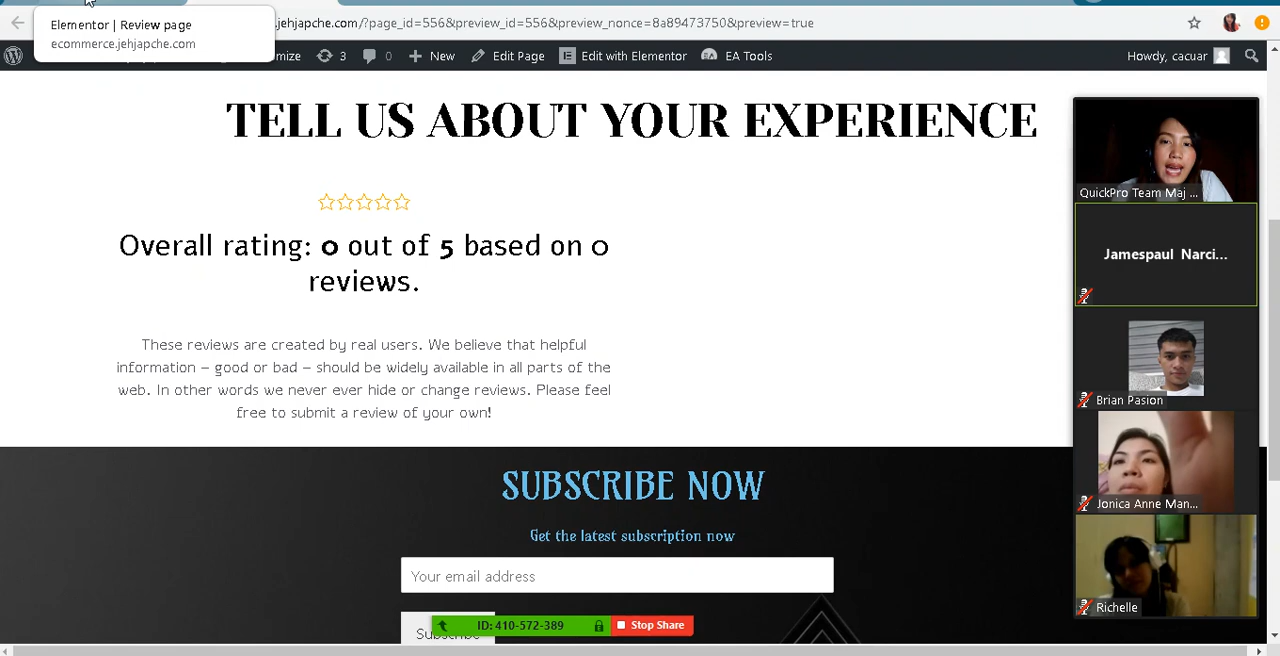 Elementor | Review page
ecommerce.jehjapche.com
.jehjapche.com/?page_id=556&preview_id=556&preview_nonce=8a89473750&preview=true
mize 3 0 New Edit Page Edit with Elementor EA EA Tools Howdy, cacuar
TELL US ABOUT YOUR EXPERIENCE
Overall rating: 0 out of 5 based on 0
reviews.
These reviews are created by real users. We believe that helpful
information – good or bad – should be widely available in all parts of the
web. In other words we never ever hide or change reviews. Please feel
free to submit a review of your own!
SUBSCRIBE NOW
Get the latest subscription now
Your email address
Subscribe
ID: 410-572-389 Stop Share
QuickPro Team Maj ...
Jamespaul Narci...
Brian Pasion
Jonica Anne Man...
Richelle